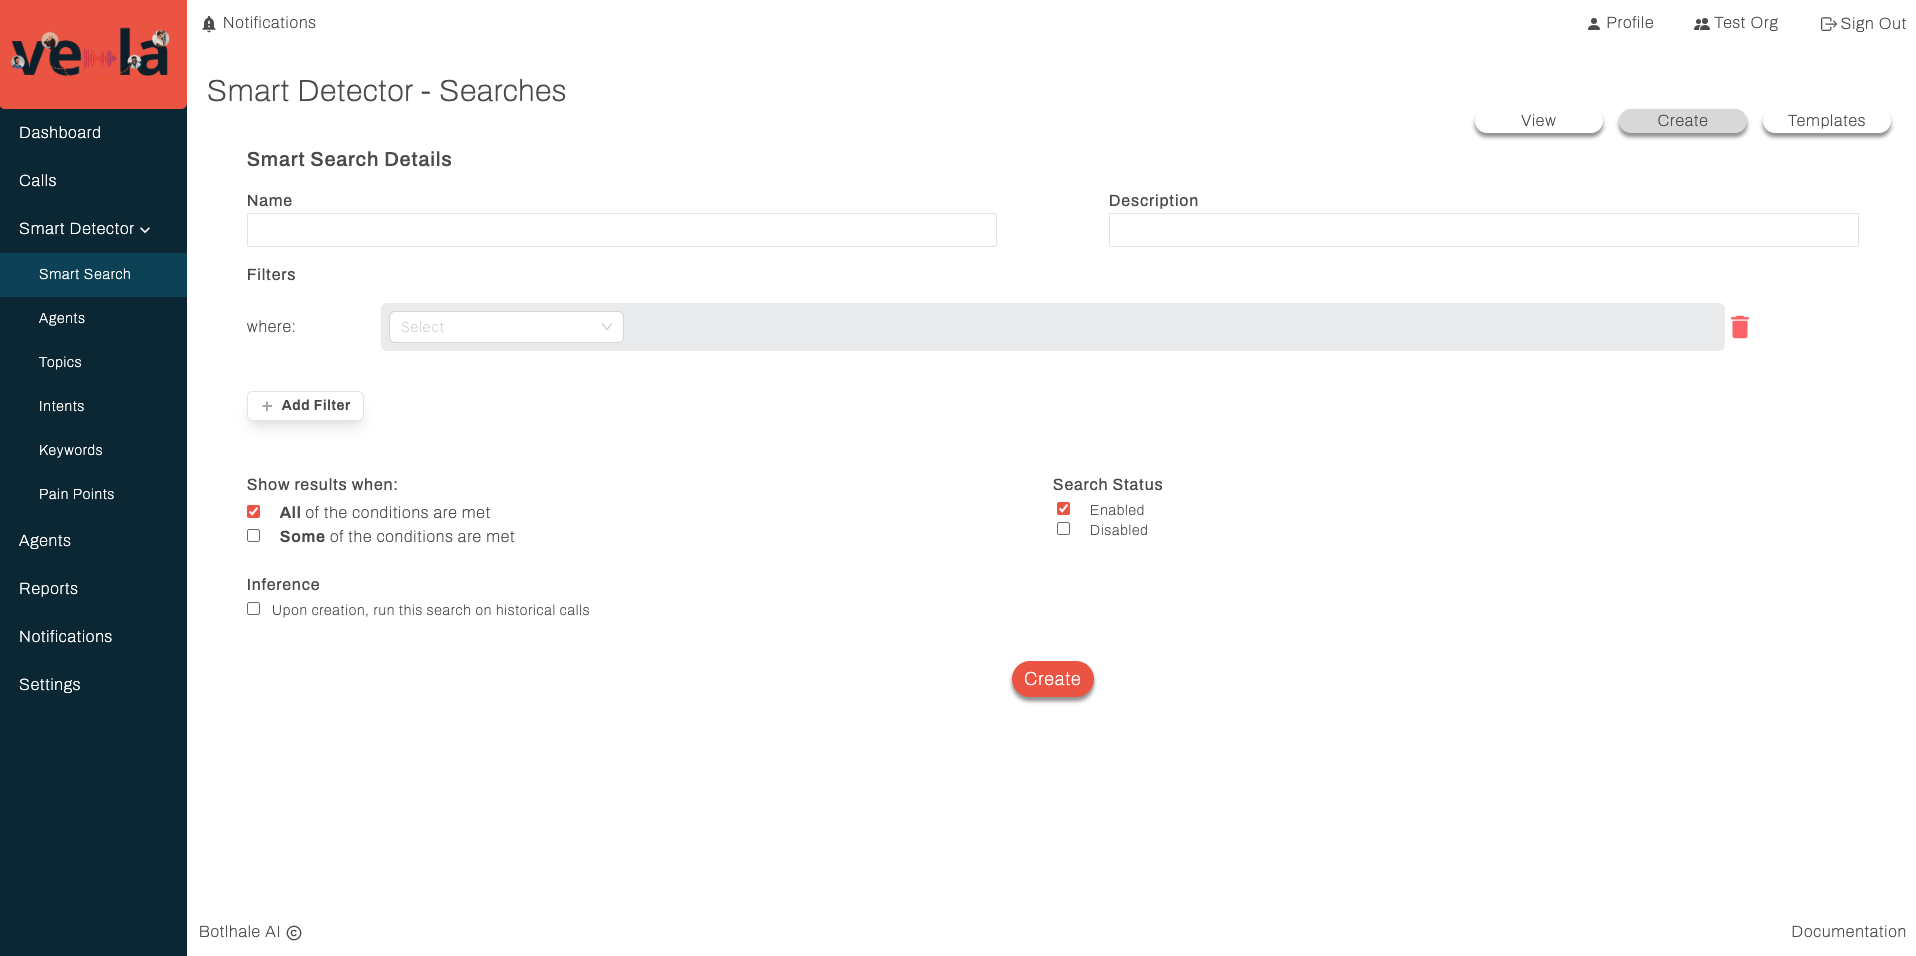 vela
Notifications
Profile
Test Org
Sign Out
Smart Detector - Searches
View
Create
Templates
Dashboard
Calls
Smart Detector
Smart Search
Agents
Topics
Intents
Keywords
Pain Points
Agents
Reports
Notifications
Settings
Smart Search Details
Name
Description
Filters
where:
Select
+ Add Filter
Show results when:
All of the conditions are met
Some of the conditions are met
Search Status
Enabled
Disabled
Inference
Upon creation, run this search on historical calls
Create
Botlhale AI ©
Documentation